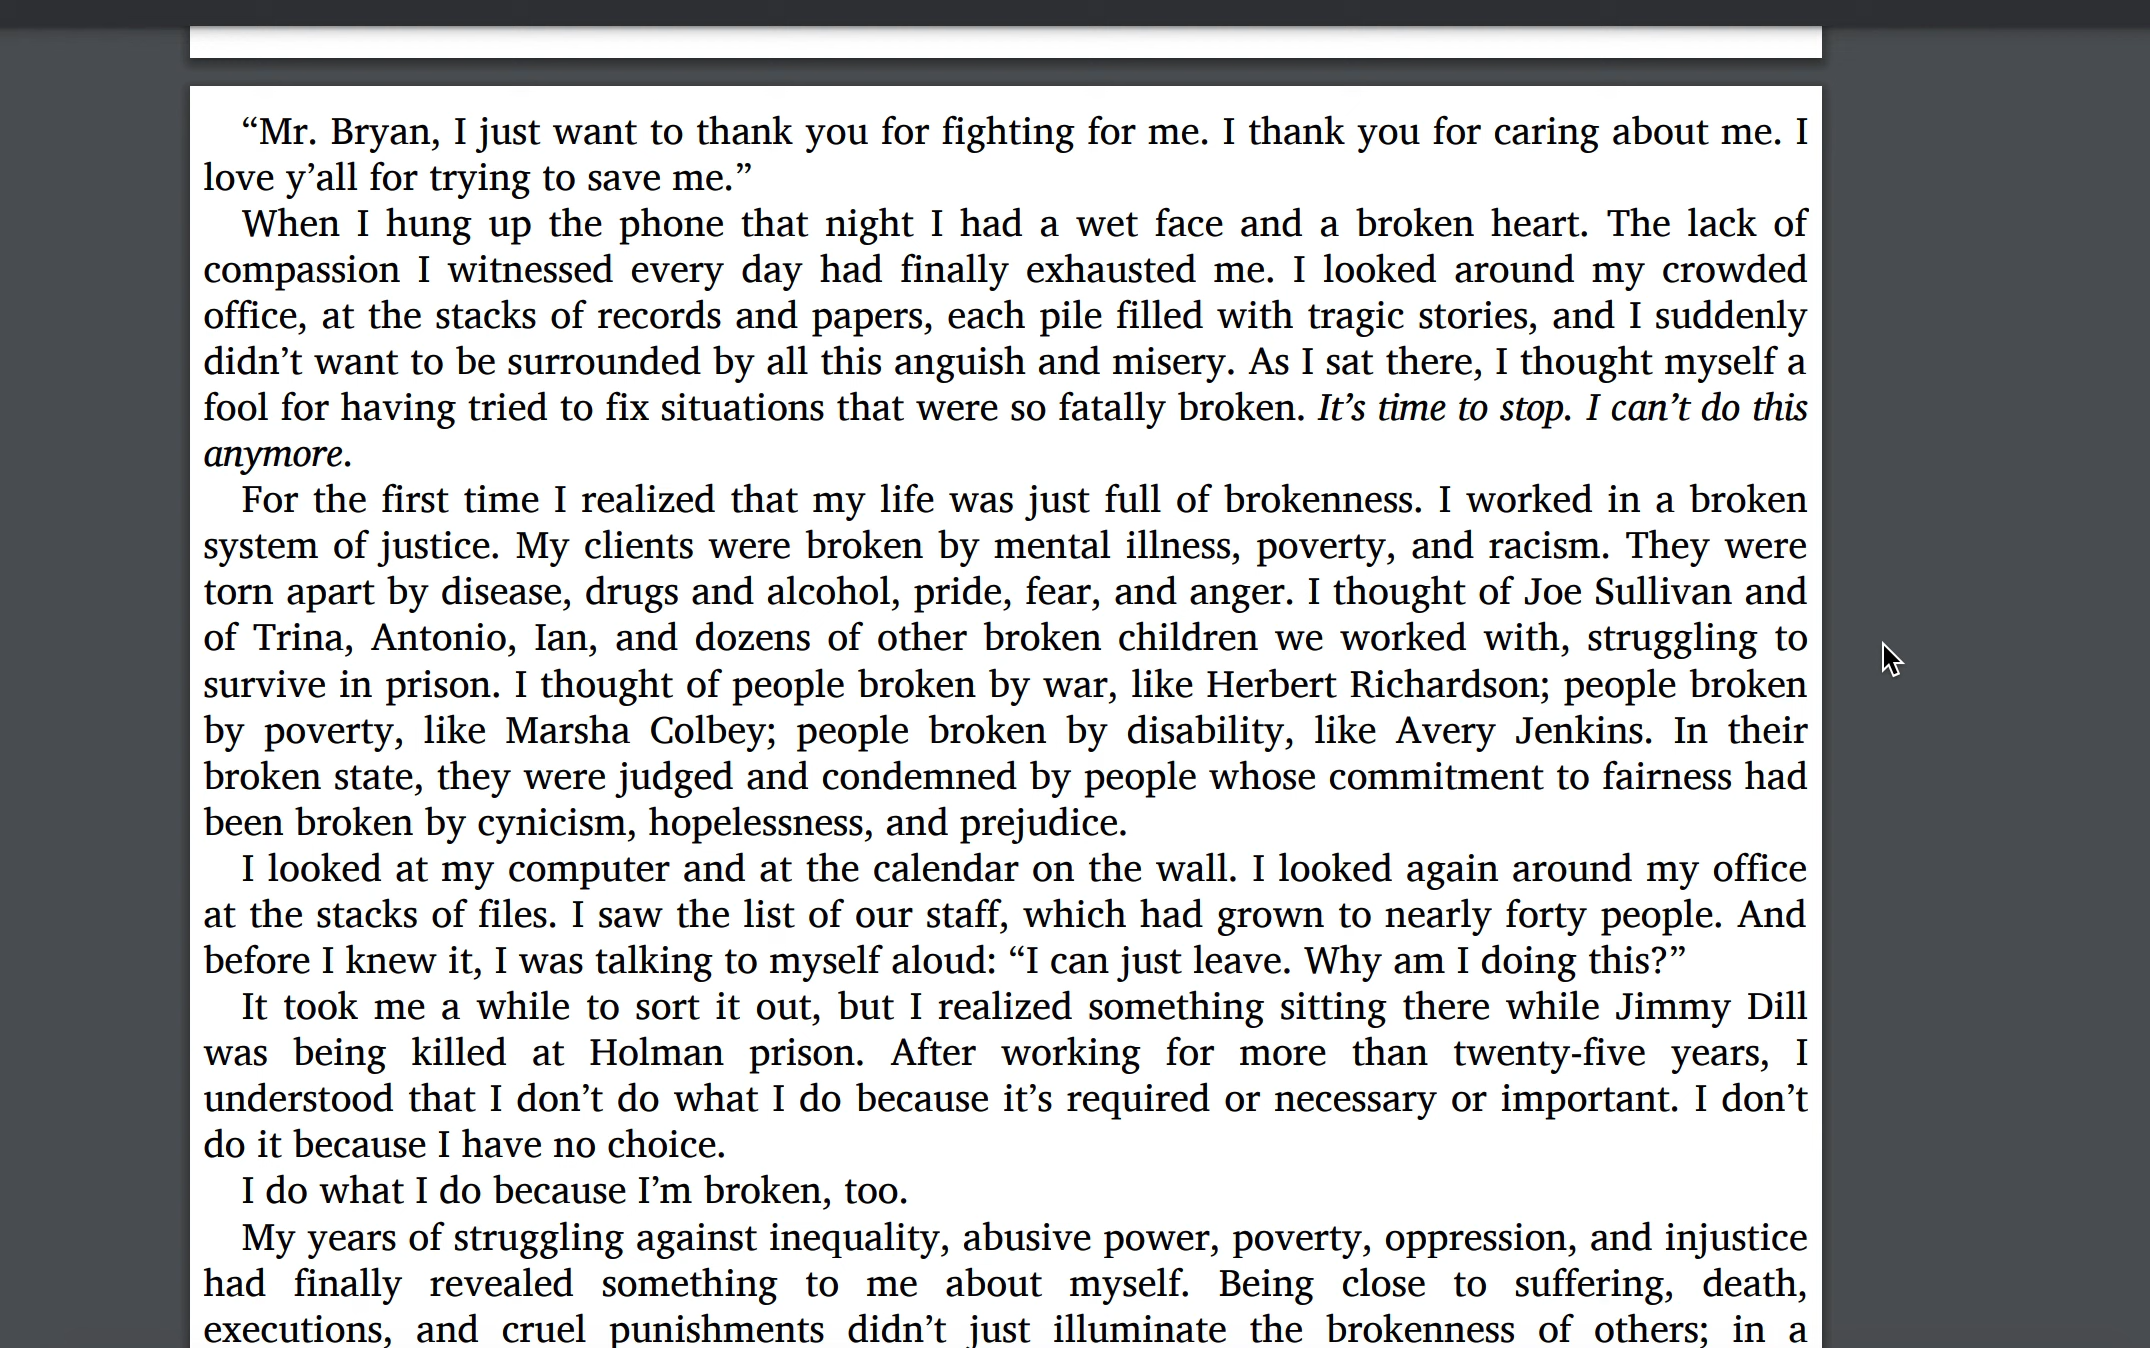 “Mr. Bryan, I just want to thank you for fighting for me. I thank you for caring about me. I
love y’all for trying to save me.”
When I hung up the phone that night I had a wet face and a broken heart. The lack of
compassion I witnessed every day had finally exhausted me. I looked around my crowded
office, at the stacks of records and papers, each pile filled with tragic stories, and I suddenly
didn’t want to be surrounded by all this anguish and misery. As I sat there, I thought myself a
fool for having tried to fix situations that were so fatally broken. It’s time to stop. I can’t do this
anymore.
For the first time I realized that my life was just full of brokenness. I worked in a broken
system of justice. My clients were broken by mental illness, poverty, and racism. They were
torn apart by disease, drugs and alcohol, pride, fear, and anger. I thought of Joe Sullivan and
of Trina, Antonio, Ian, and dozens of other broken children we worked with, struggling to
survive in prison. I thought of people broken by war, like Herbert Richardson; people broken
by poverty, like Marsha Colbey; people broken by disability, like Avery Jenkins. In their
broken state, they were judged and condemned by people whose commitment to fairness had
been broken by cynicism, hopelessness, and prejudice.
I looked at my computer and at the calendar on the wall. I looked again around my office
at the stacks of files. I saw the list of our staff, which had grown to nearly forty people. And
before I knew it, I was talking to myself aloud: “I can just leave. Why am I doing this?”
It took me a while to sort it out, but I realized something sitting there while Jimmy Dill
was being killed at Holman prison. After working for more than twenty-five years, I
understood that I don’t do what I do because it’s required or necessary or important. I don’t
do it because I have no choice.
I do what I do because I’m broken, too.
My years of struggling against inequality, abusive power, poverty, oppression, and injustice
had finally revealed something to me about myself. Being close to suffering, death,
executions, and cruel punishments didn’t just illuminate the brokenness of others; in a